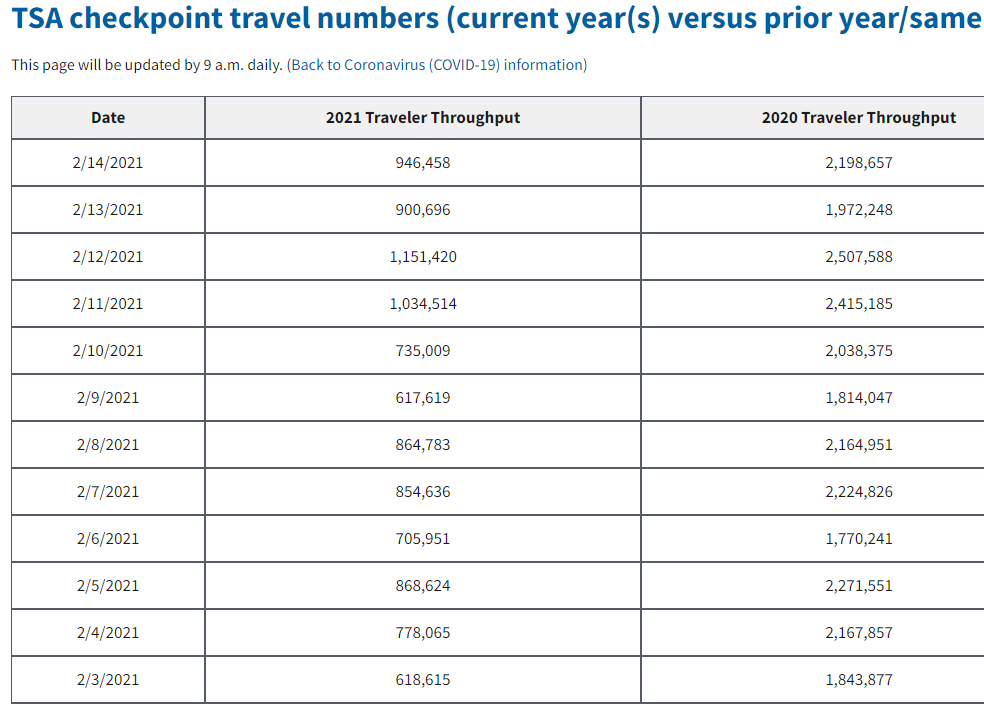 TSA checkpoint travel numbers (current year(s) versus prior year/same
This page will be updated by 9 a.m. daily. (Back to Coronavirus (COVID-19) information)
Date 2021 Traveler Throughput 2020 Traveler Throughput
2/14/2021 946,458 2,198,657
2/13/2021 900,696 1,972,248
2/12/2021 1,151,420 2,507,588
2/11/2021 1,034,514 2,415,185
2/10/2021 735,009 2,038,375
2/9/2021 617,619 1,814,047
2/8/2021 864,783 2,164,951
2/7/2021 854,636 2,224,826
2/6/2021 705,951 1,770,241
2/5/2021 868,624 2,271,551
2/4/2021 778,065 2,167,857
2/3/2021 618,615 1,843,877